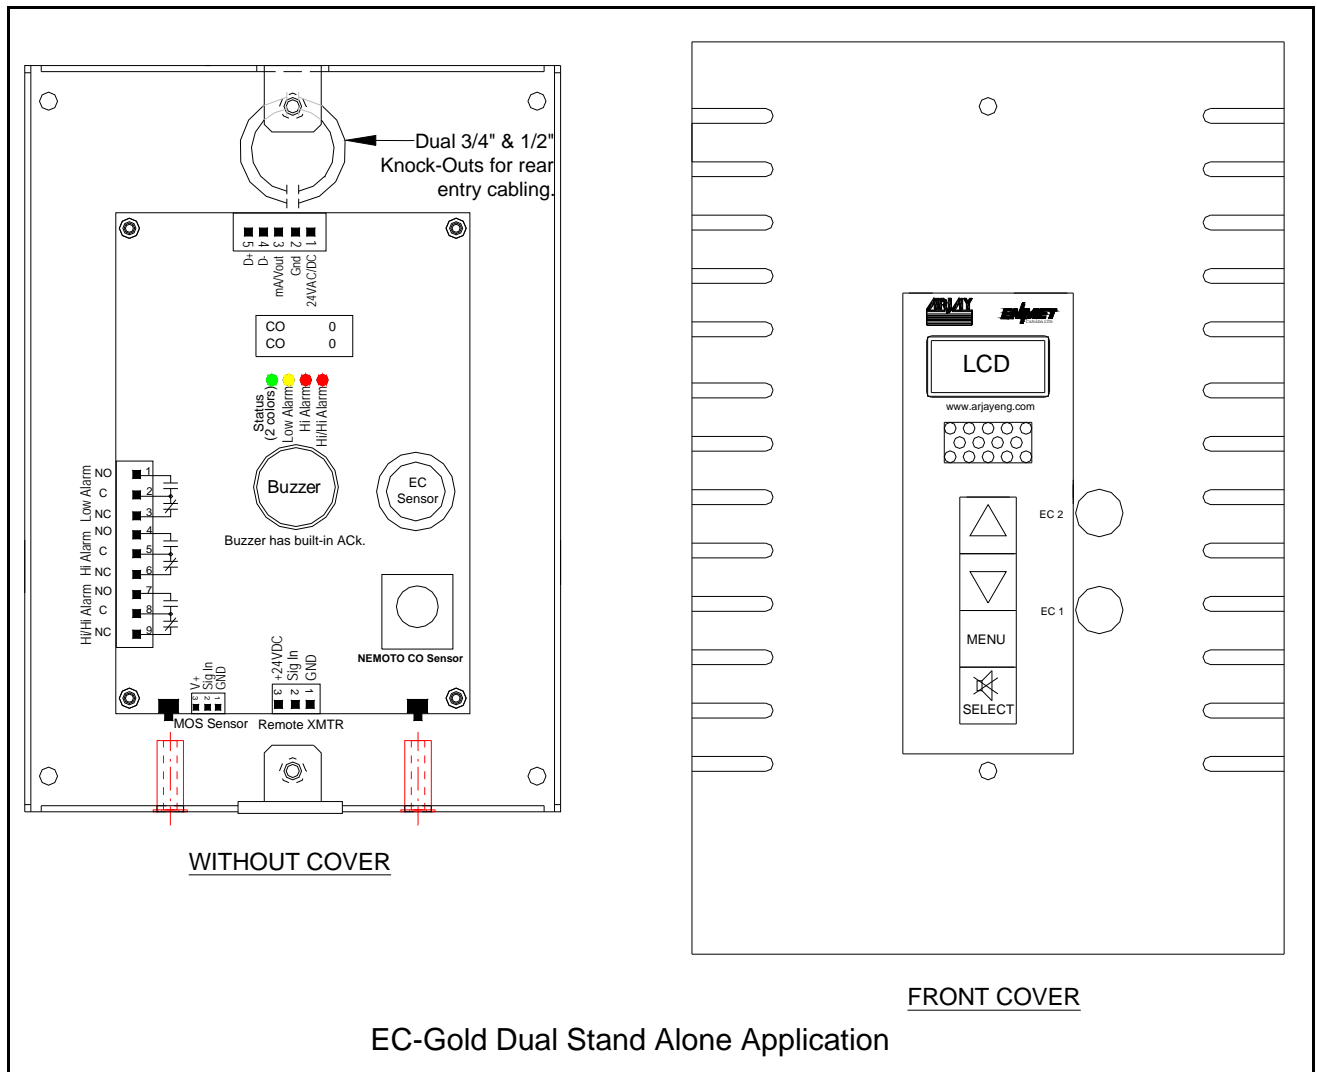 Dual 3/4" & 1/2"
Knock-Outs for rear
entry cabling.
5 4 3 2 1
D+
D-
mA/Vout
Gnd
24VAC/DC
CO 0
CO 0
Status
(2 colors)
Low Alarm
Hi Alarm
Hi/Hi Alarm
Buzzer
Buzzer has built-in ACk.
EC
Sensor
Low Alarm
NO 1
C 2
NC 3
Hi Alarm
NO 4
C 5
NC 6
Hi/Hi Alarm
NO 7
C 8
NC 9
NEMOTO CO Sensor
V+
Sig In
GND
3 2 1
MOS Sensor
+24VDC
Sig In
GND
3 2 1
Remote XMTR
WITHOUT COVER
ARJAY
ENMET
LCD
www.arjayeng.com
EC 2
EC 1
MENU
SELECT
FRONT COVER
EC-Gold Dual Stand Alone Application